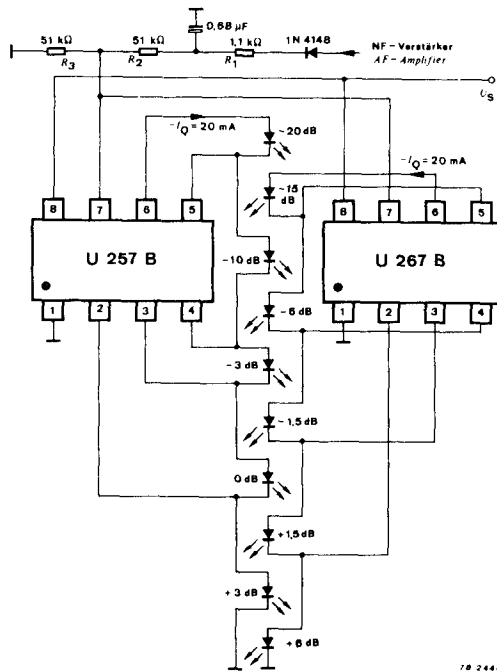 0,68 µF
51 kΩ
R3
51 kΩ
R2
1,1 kΩ
R1
1N 4148
NF-Verstärker
AF-Amplifier
US
-IQ = 20 mA
-20 dB
-IQ = 20 mA
-15
dB
8 7 6 5
8 7 6 5
U 257 B
-10 dB
U 267 B
-6 dB
1 2 3 4
1 2 3 4
-3 dB
-1,5 dB
0 dB
+1,5 dB
+3 dB
+6 dB